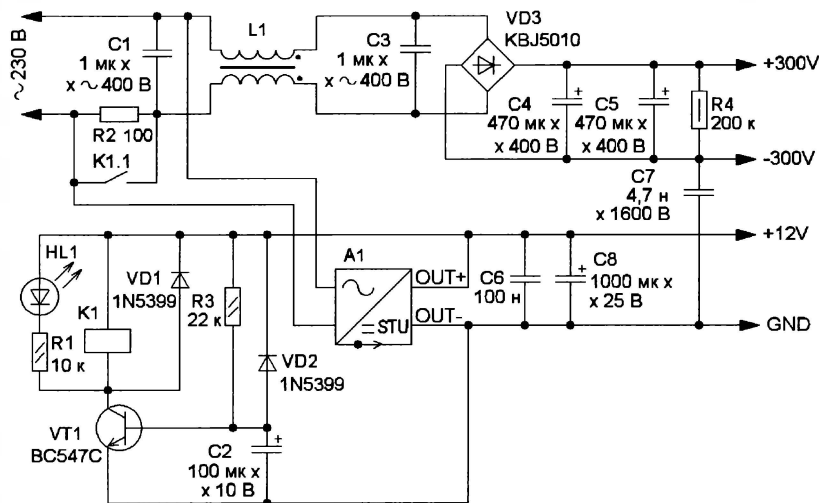 ~230 В
C1
1 мк х
х ~ 400 В
R2 100
K1.1
L1
C3
1 мк х
х ~ 400 В
VD3
KBJ5010
C4
470 мк х
х 400 В
C5
470 мк х
х 400 В
R4
200 к
+300V
-300V
C7
4,7 н
х 1600 В
+12V
GND
HL1
R1
10 к
K1
VD1
1N5399
R3
22 к
VD2
1N5399
A1
OUT+
OUT-
= STU
C6
100 н
C8
1000 мк х
х 25 В
VT1
BC547C
C2
100 мк х
х 10 В